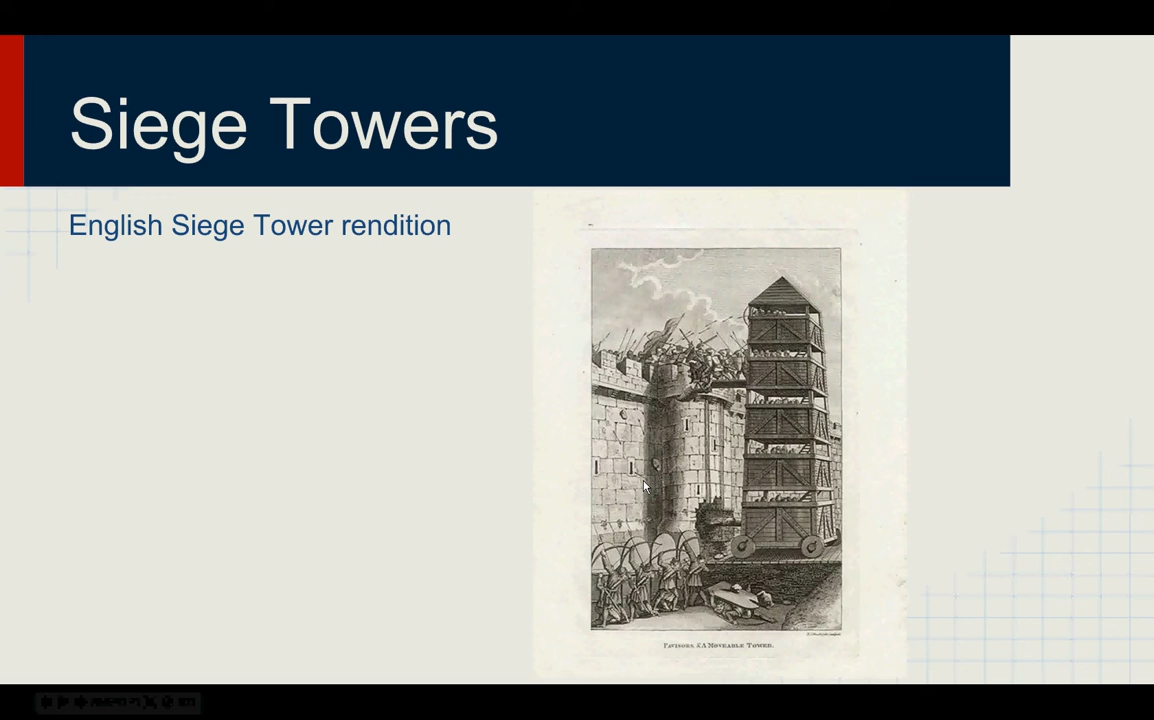 Siege Towers
English Siege Tower rendition
PAVISORS, & A MOVEABLE TOWER.